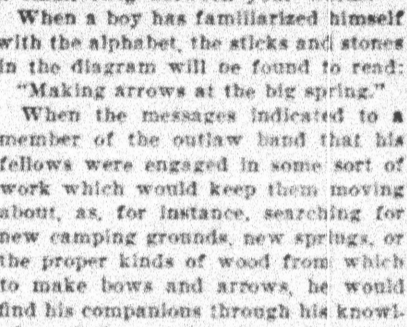 When a boy has familiarized himself
with the alphabet, the sticks and stones
in the diagram will be found to read:
"Making arrows at the big spring."
When the messages indicated to a
member of the outlaw band that his
fellows were engaged in some sort of
work which would keep them moving
about, as, for instance, searching for
new camping grounds, new springs, or
the proper kinds of wood from which
to make bows and arrows, he would
find his companions through his knowl-